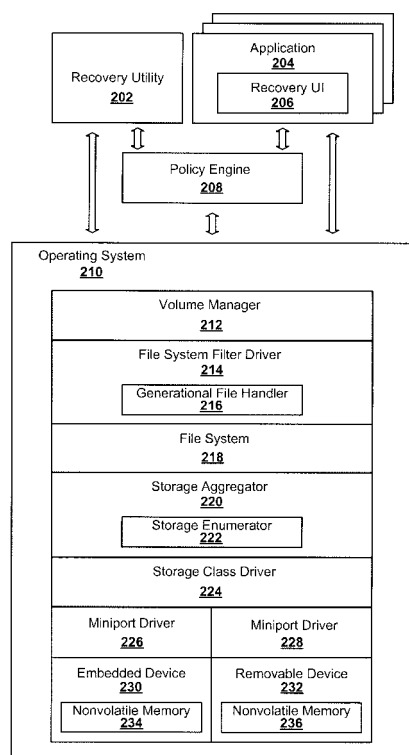 Recovery Utility
202
Application
204
Recovery UI
206
Policy Engine
208
Operating System
210
Volume Manager
212
File System Filter Driver
214
Generational File Handler
216
File System
218
Storage Aggregator
220
Storage Enumerator
222
Storage Class Driver
224
Miniport Driver
226
Miniport Driver
228
Embedded Device
230
Nonvolatile Memory
234
Removable Device
232
Nonvolatile Memory
236